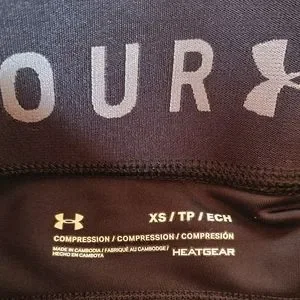 OUR
XS / TP / ECH
COMPRESSION / COMPRESSION / COMPRESIÓN
MADE IN CAMBODIA / FABRIQUÉ AU CAMBODGE /
HECHO EN CAMBOYA
HEATGEAR